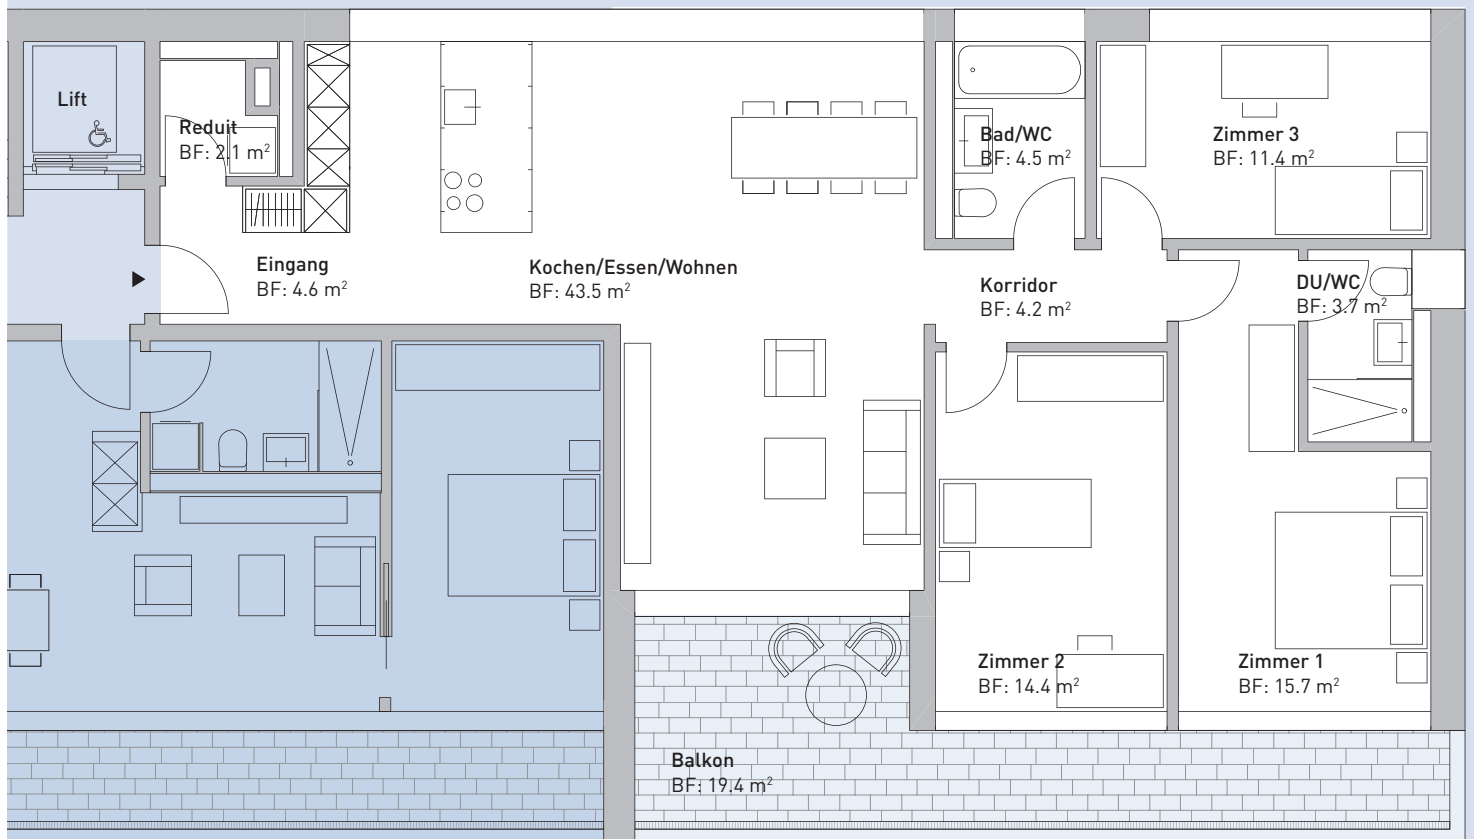 Lift
Reduit
BF: 2.1 m²
Bad/WC
BF: 4.5 m²
Zimmer 3
BF: 11.4 m²
Eingang
BF: 4.6 m²
Kochen/Essen/Wohnen
BF: 43.5 m²
Korridor
BF: 4.2 m²
DU/WC
BF: 3.7 m²
Zimmer 2
BF: 14.4 m²
Zimmer 1
BF: 15.7 m²
Balkon
BF: 19.4 m²